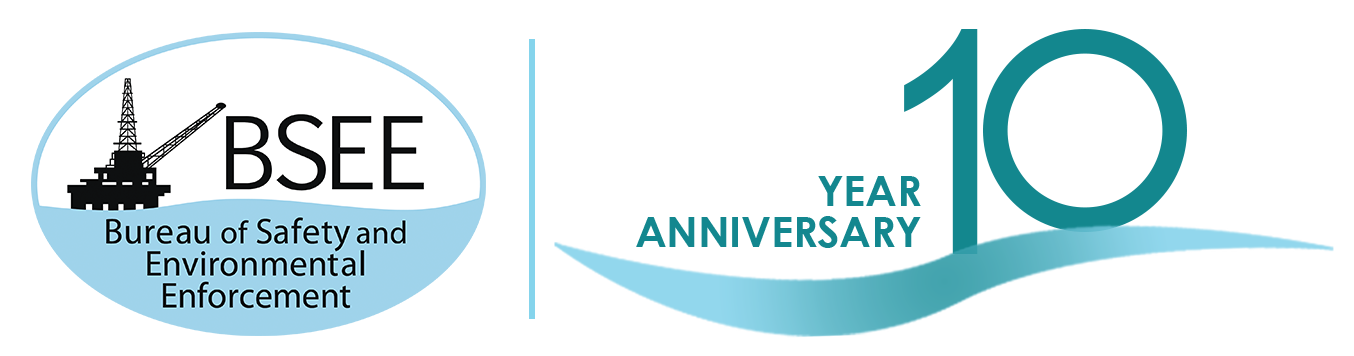 BSEE
Bureau of Safety and
Environmental
Enforcement
10
YEAR
ANNIVERSARY